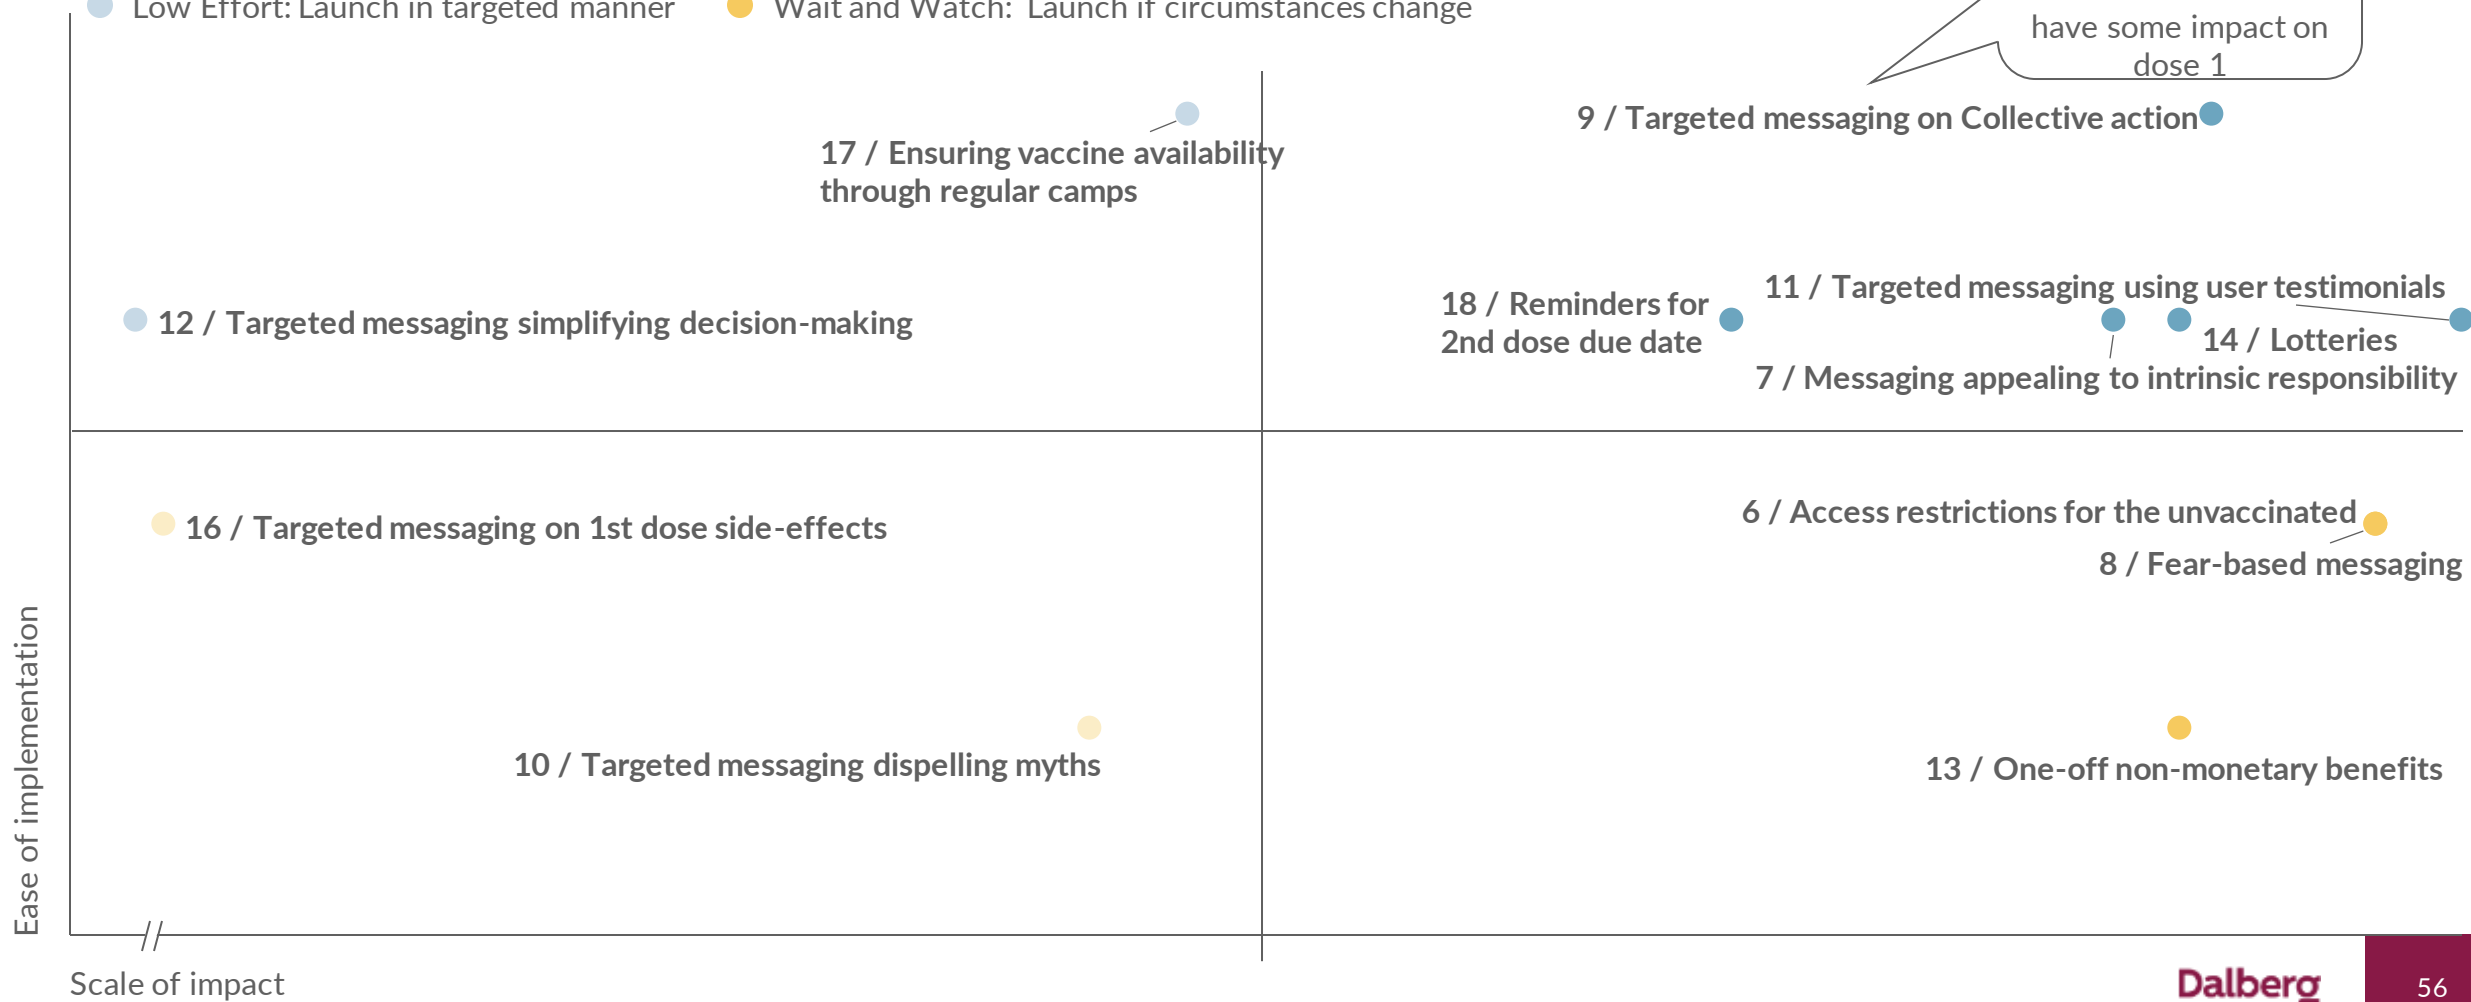 Low Effort: Launch in targeted manner
Wait and Watch: Launch if circumstances change
have some impact on
dose 1
9 / Targeted messaging on Collective action
17 / Ensuring vaccine availability
through regular camps
11 / Targeted messaging using user testimonials
18 / Reminders for
2nd dose due date
12 / Targeted messaging simplifying decision-making
14 / Lotteries
7 / Messaging appealing to intrinsic responsibility
6 / Access restrictions for the unvaccinated
16 / Targeted messaging on 1st dose side-effects
8 / Fear-based messaging
10 / Targeted messaging dispelling myths
13 / One-off non-monetary benefits
Ease of implementation
Scale of impact
Dalberg
56